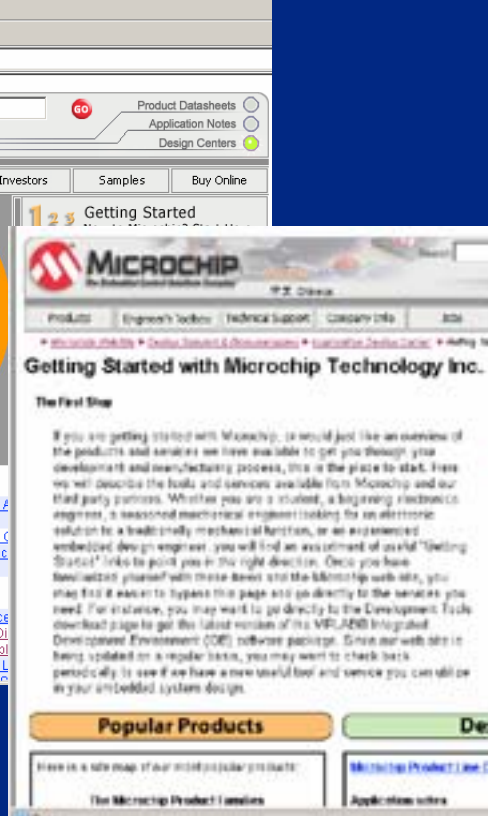 GO
Product Datasheets
Application Notes
Design Centers
Investors
Samples
Buy Online
1 2 3 Getting Started
MICROCHIP
Products
Engineer's Toolbox
Technical Support
Company Info
Jobs
Getting Started with Microchip Technology Inc.
The First Step
If you are getting started with Microchip, or would just like an overview of
the products and services we have available to get you through your
development and manufacturing process, this is the place to start. Here
we will describe the tools and services available from Microchip and our
third party partners. Whether you are a student, a beginning electronics
engineer, a seasoned mechanical engineer looking for an electronic
solution to a traditionally mechanical function, or an experienced
embedded design engineer, you will find an assortment of useful "Getting
Started" links to point you in the right direction. Once you have
familiarized yourself with these items and the Microchip web site, you
may find it easier to bypass this page and go directly to the services you
need. For instance, you may want to go directly to the Development Tools
download page to get the latest version of the MPLAB® Integrated
Development Environment (IDE) software package. Since our web site is
being updated on a regular basis, you may want to check back
periodically to see if we have a new useful tool and service you can utilize
in your embedded system design.
Popular Products
De
Here is a site map of our most popular products:
The Microchip Product Families
Microchip Product Line
Application notes